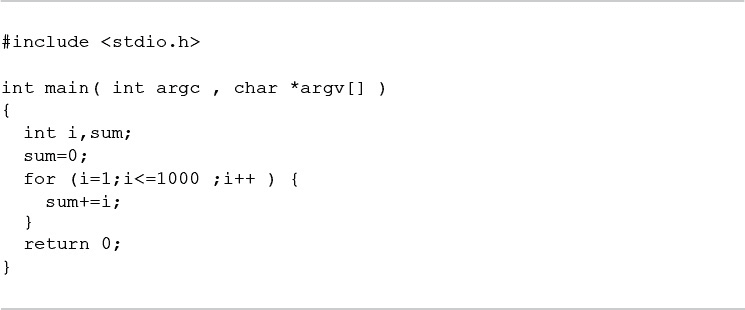 #include <stdio.h>

int main( int argc , char *argv[] )
{
  int i,sum;
  sum=0;
  for (i=1;i<=1000 ;i++ ) {
    sum+=i;
  }
  return 0;
}